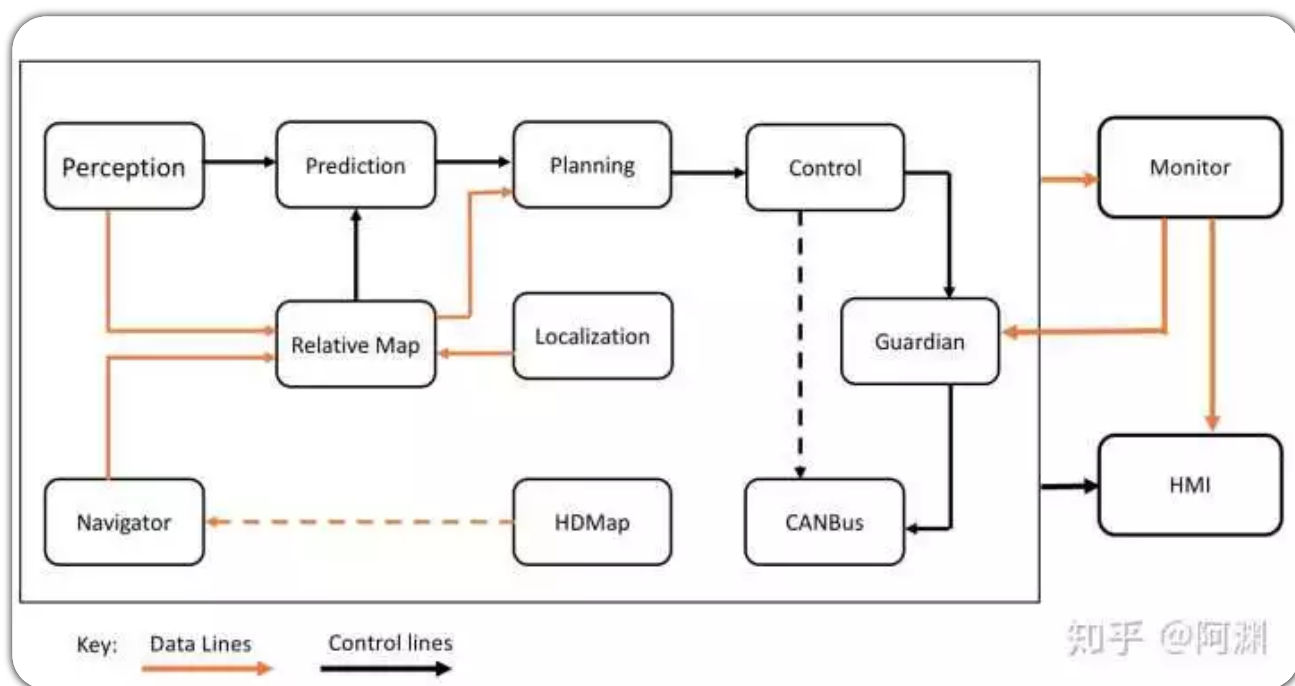 Perception
Prediction
Planning
Control
Monitor
Relative Map
Localization
Guardian
Navigator
HDMap
CANBus
HMI
Key:
Data Lines
Control lines
知乎 @阿渊